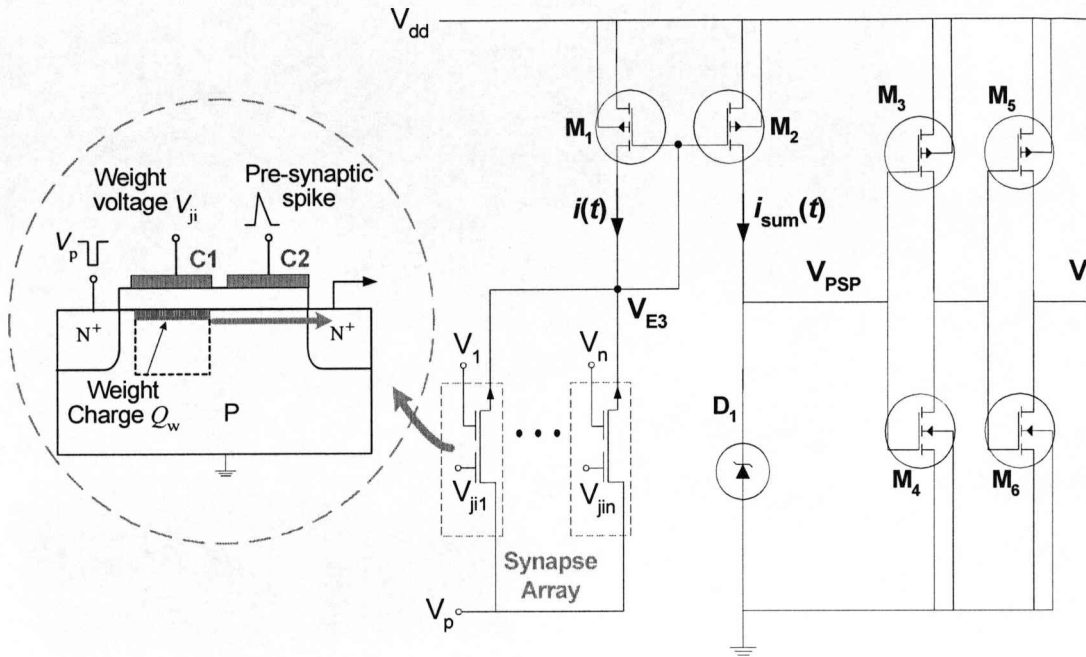 V_dd
M_1
M_2
M_3
M_5
Weight
voltage V_ji
Pre-synaptic
spike
V_p
C1
C2
i(t)
i_sum(t)
V_PSP
V
V_E3
N^+
N^+
V_1
V_n
Weight
Charge Q_w
P
D_1
V_ji1
V_jin
M_4
M_6
Synapse
Array
V_p